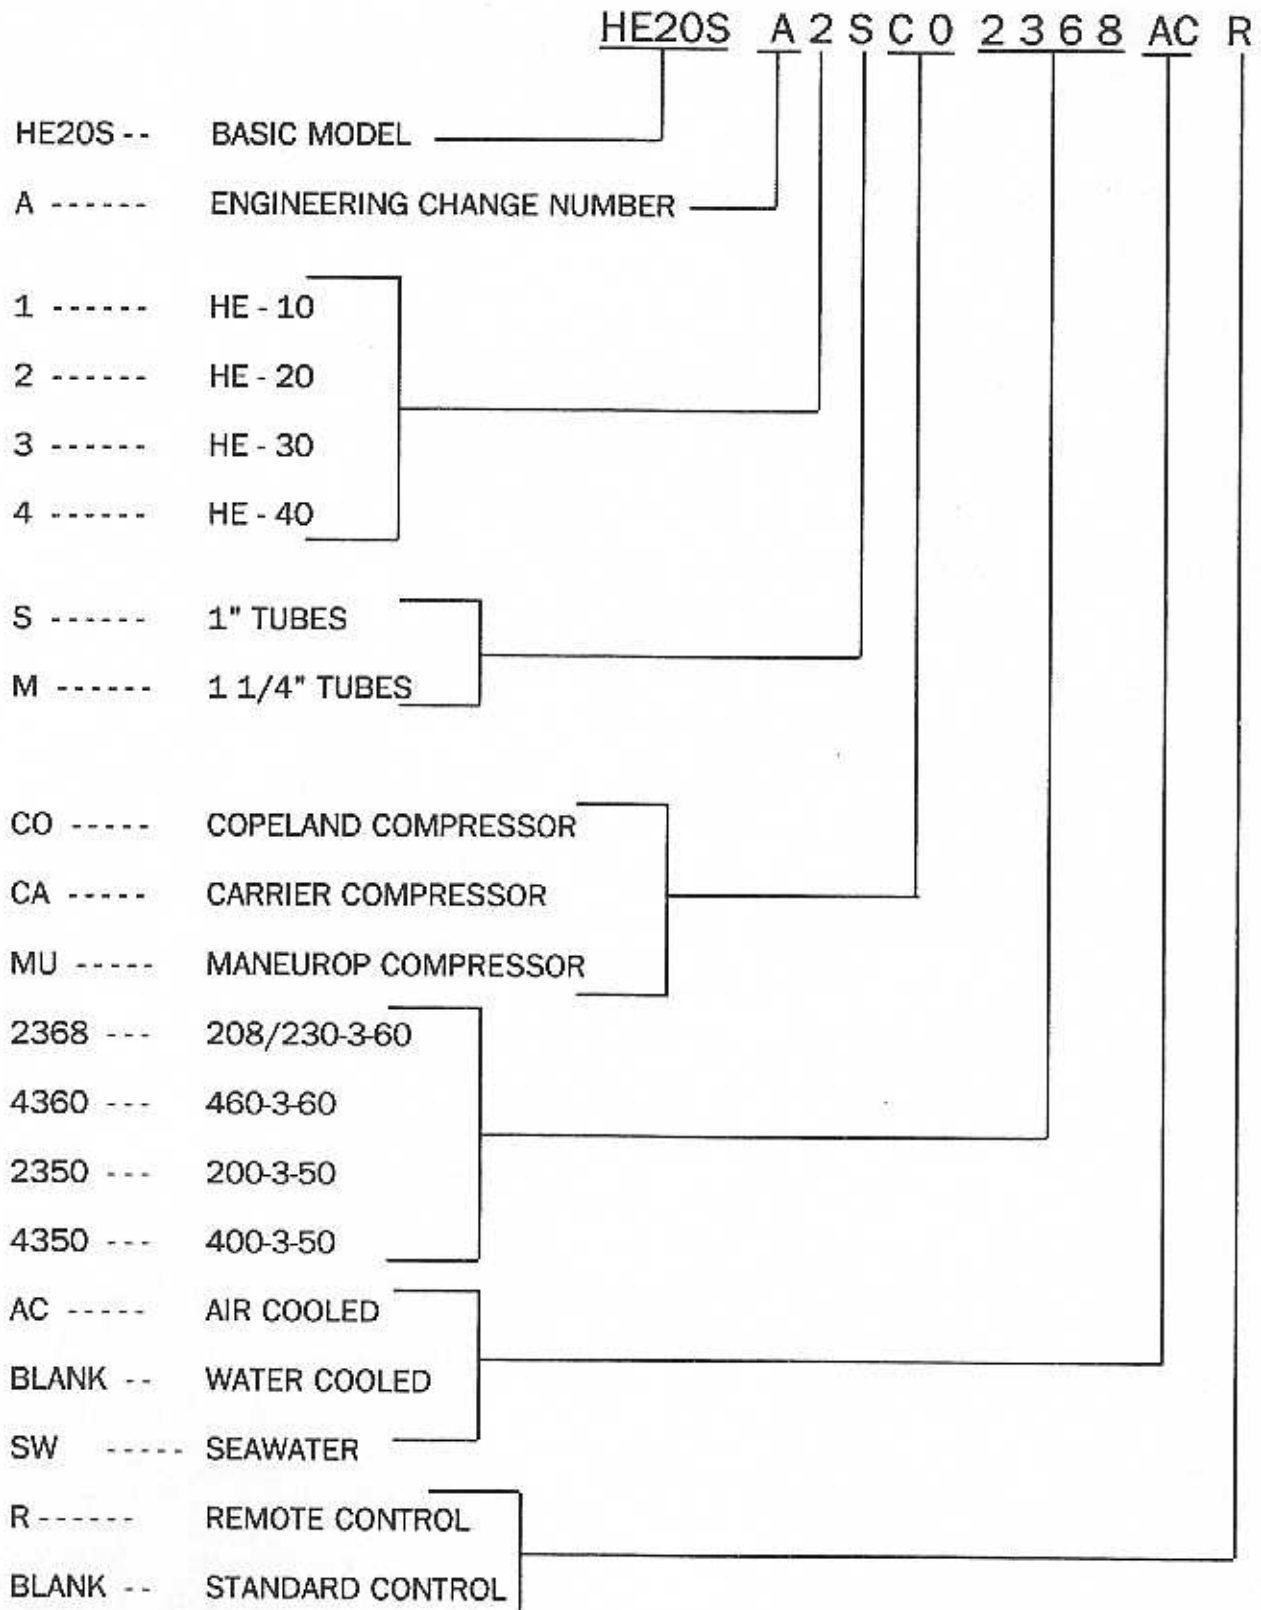 HE20S A 2 S C 0 2 3 6 8 AC R
HE20S -- BASIC MODEL
A ------ ENGINEERING CHANGE NUMBER
1 ------ HE - 10
2 ------ HE - 20
3 ------ HE - 30
4 ------ HE - 40
S ------ 1" TUBES
M ------ 1 1/4" TUBES
CO ----- COPELAND COMPRESSOR
CA ----- CARRIER COMPRESSOR
MU ----- MANEUROP COMPRESSOR
2368 --- 208/230-3-60
4360 --- 460-3-60
2350 --- 200-3-50
4350 --- 400-3-50
AC ----- AIR COOLED
BLANK -- WATER COOLED
SW ----- SEAWATER
R ------ REMOTE CONTROL
BLANK -- STANDARD CONTROL